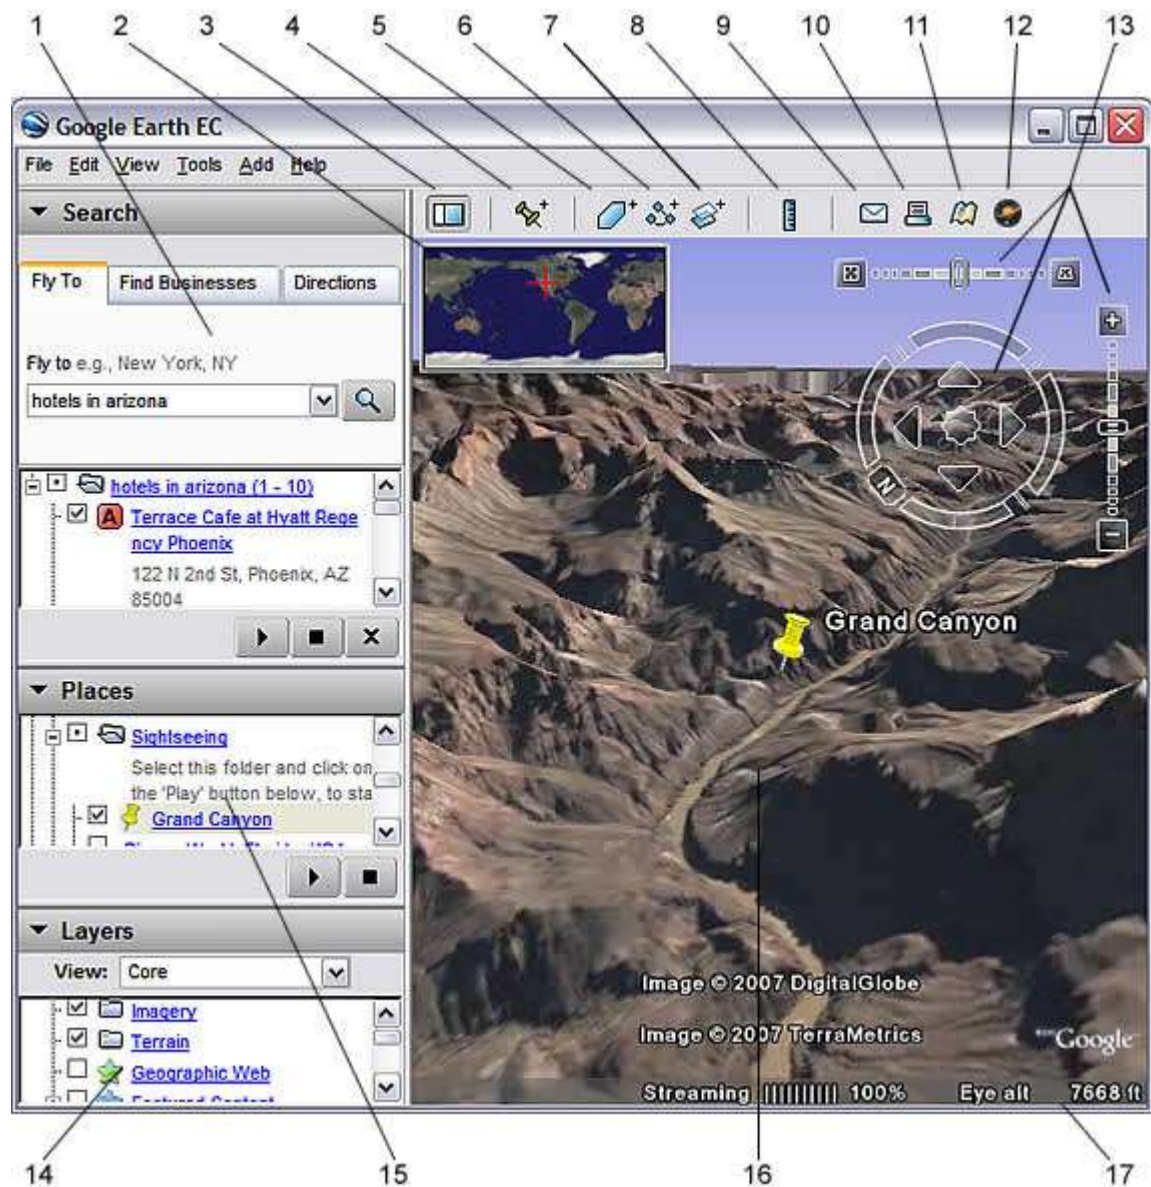 1 2 3 4 5 6 7 8 9 10 11 12 13
Google Earth EC
File Edit View Tools Add Help
Search
Fly To Find Businesses Directions
Fly to e.g., New York, NY
hotels in arizona
hotels in arizona (1 - 10)
A Terrace Cafe at Hyatt Rege
ncy Phoenix
122 N 2nd St, Phoenix, AZ
85004
Places
Sightseeing
Select this folder and click on
the 'Play' button below, to sta
Grand Canyon
Layers
View: Core
Imagery
Terrain
Geographic Web
Featured Content
N
Grand Canyon
Image © 2007 DigitalGlobe
Image © 2007 TerraMetrics
Google
Streaming |||||||||| 100% Eye alt 7668 ft
14 15 16 17